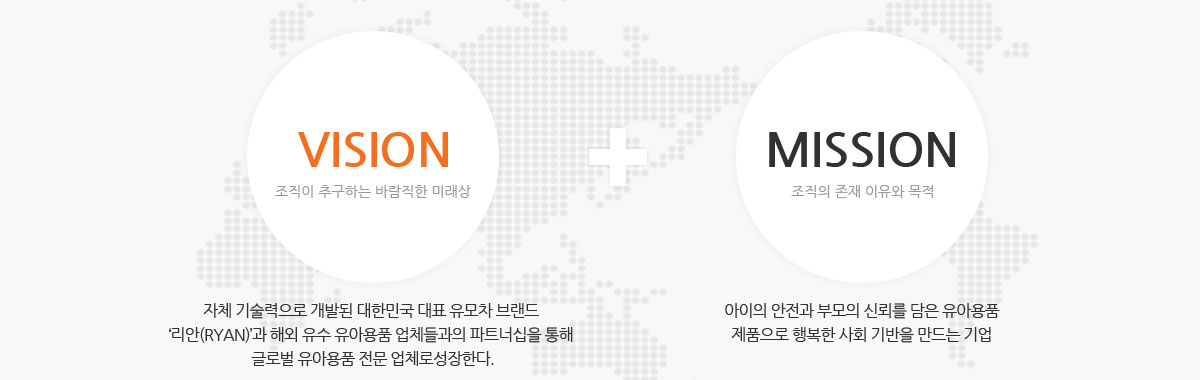 VISION
조직이 추구하는 바람직한 미래상
자체 기술력으로 개발된 대한민국 대표 유모차 브랜드
‘리안(RYAN)’과 해외 유수 유아용품 업체들과의 파트너십을 통해
글로벌 유아용품 전문 업체로성장한다.
MISSION
조직의 존재 이유와 목적
아이의 안전과 부모의 신뢰를 담은 유아용품
제품으로 행복한 사회 기반을 만드는 기업